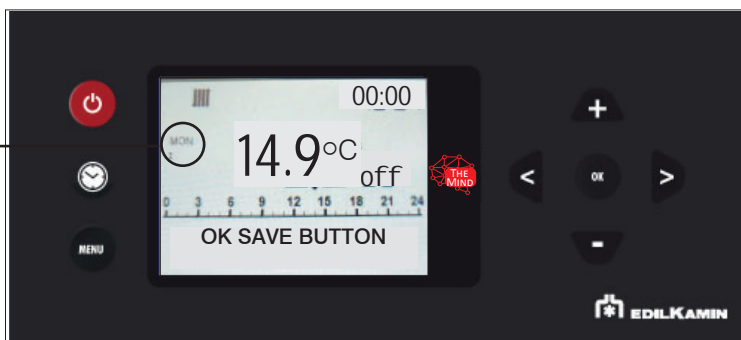 00:00
MON
1
14.9°C
off
THE
MIND
0 3 6 9 12 15 18 21 24
OK SAVE BUTTON
MENU
OK
+
<
>
-
EDILKAMIN